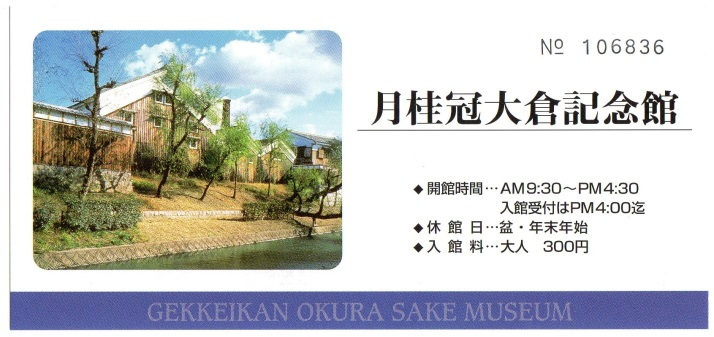 № 106836
月桂冠大倉記念館
◆開館時間…AM9:30～PM4:30
入館受付はPM4:00迄
◆休館日…盆・年末年始
◆入館料…大人 300円
GEKKEIKAN OKURA SAKE MUSEUM